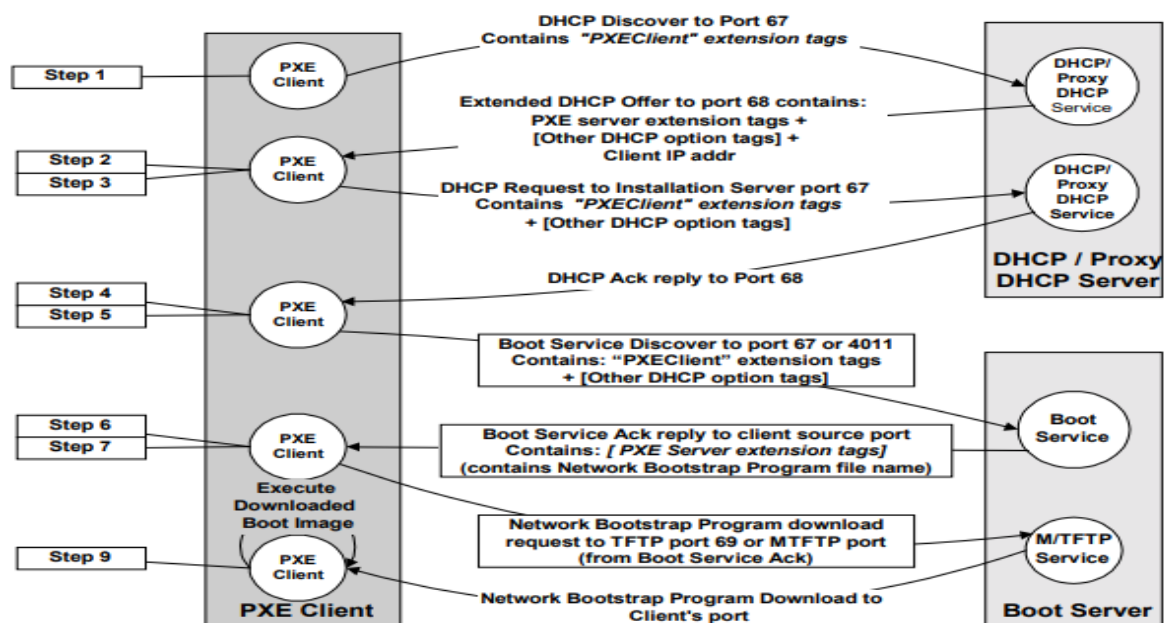 DHCP Discover to Port 67
Contains "PXEClient" extension tags
Step 1
PXE
Client
DHCP/
Proxy
DHCP
Service
Extended DHCP Offer to port 68 contains:
PXE server extension tags +
[Other DHCP option tags] +
Client IP addr
Step 2
Step 3
PXE
Client
DHCP Request to Installation Server port 67
Contains "PXEClient" extension tags
+ [Other DHCP option tags]
DHCP/
Proxy
DHCP
Service
DHCP / Proxy
DHCP Server
DHCP Ack reply to Port 68
Step 4
Step 5
PXE
Client
Boot Service Discover to port 67 or 4011
Contains: “PXEClient” extension tags
+ [Other DHCP option tags]
Boot
Service
Step 6
Step 7
PXE
Client
Boot Service Ack reply to client source port
Contains: [ PXE Server extension tags]
(contains Network Bootstrap Program file name)
Execute
Downloaded
Boot Image
Network Bootstrap Program download
request to TFTP port 69 or MTFTP port
(from Boot Service Ack)
M/TFTP
Service
Step 9
PXE
Client
Network Bootstrap Program Download to
Client's port
PXE Client
Boot Server